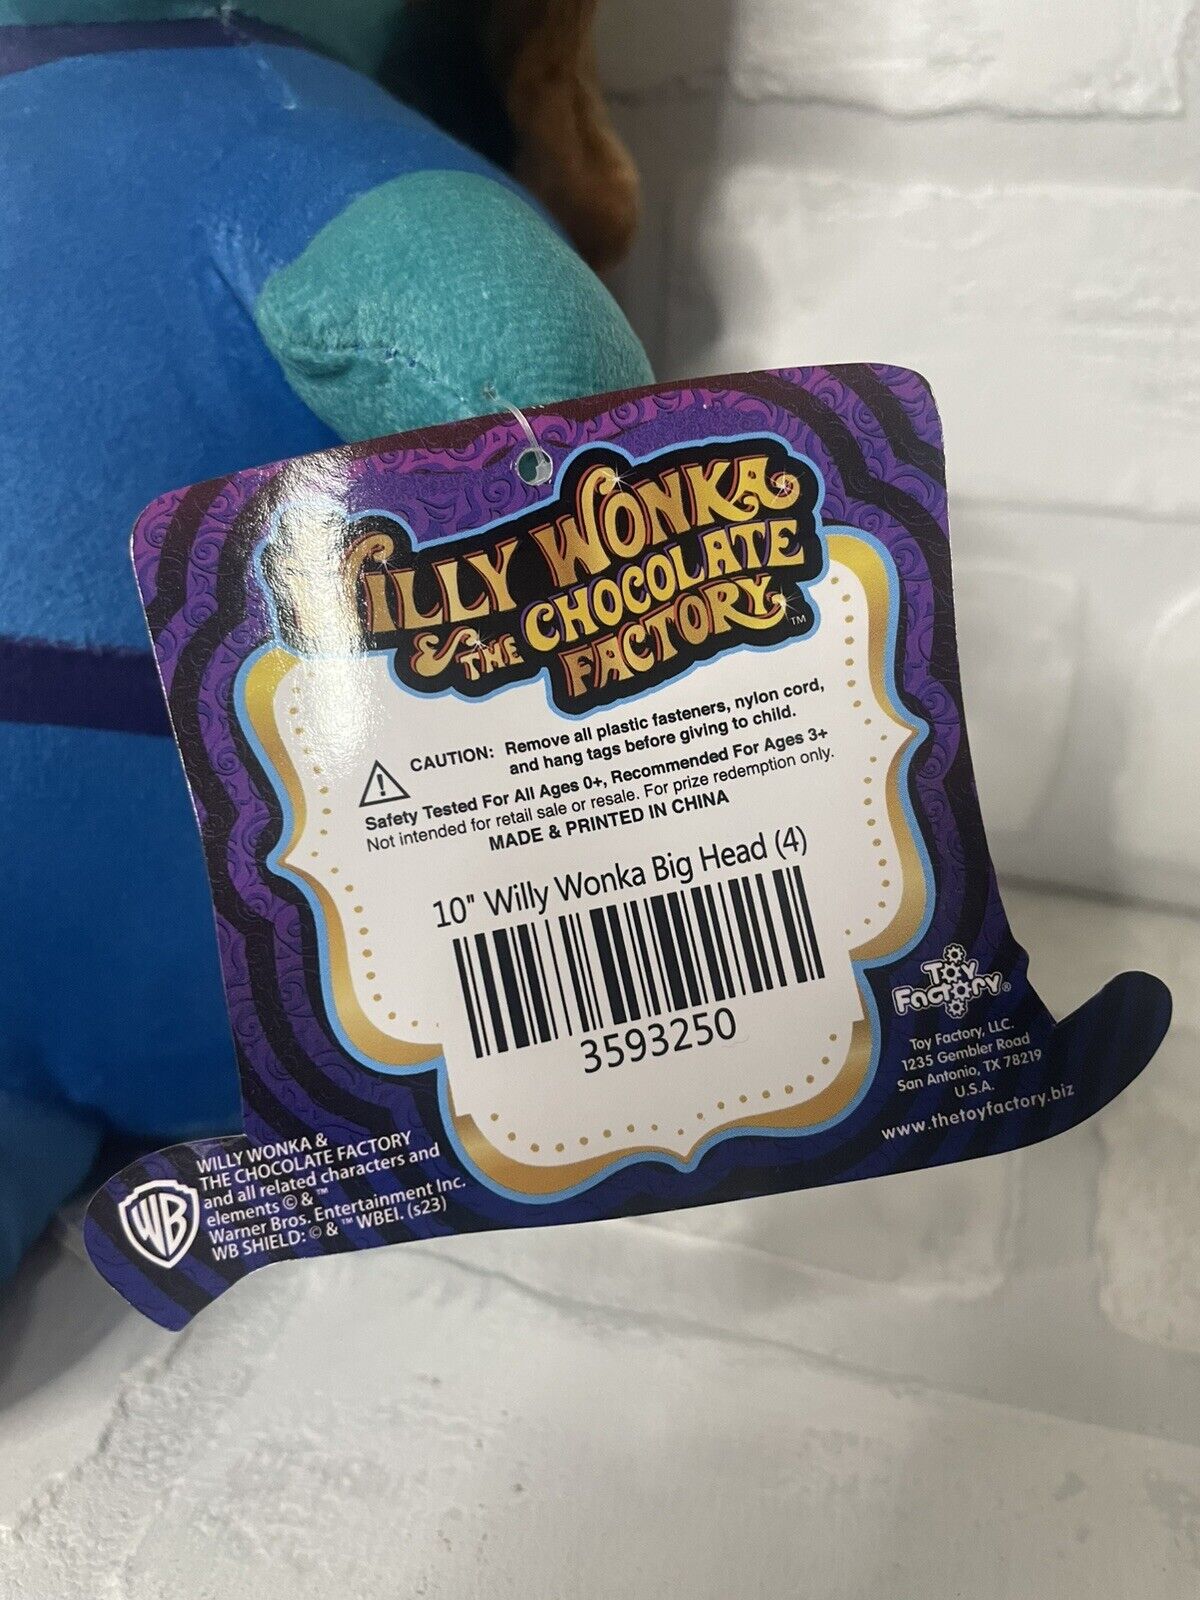 WILLY WONKA
& THE CHOCOLATE
FACTORY™
CAUTION: Remove all plastic fasteners, nylon cord,
and hang tags before giving to child.
Safety Tested For All Ages 0+, Recommended For Ages 3+
Not intended for retail sale or resale. For prize redemption only.
MADE & PRINTED IN CHINA
10" Willy Wonka Big Head (4)
3593250
TOY
FACTORY®
Toy Factory, LLC.
1235 Gembler Road
San Antonio, TX 78219
U.S.A.
www.thetoyfactory.biz
WB
WILLY WONKA &
THE CHOCOLATE FACTORY
and all related characters and
elements © & ™
Warner Bros. Entertainment Inc.
WB SHIELD: © & ™ WBEI. (s23)